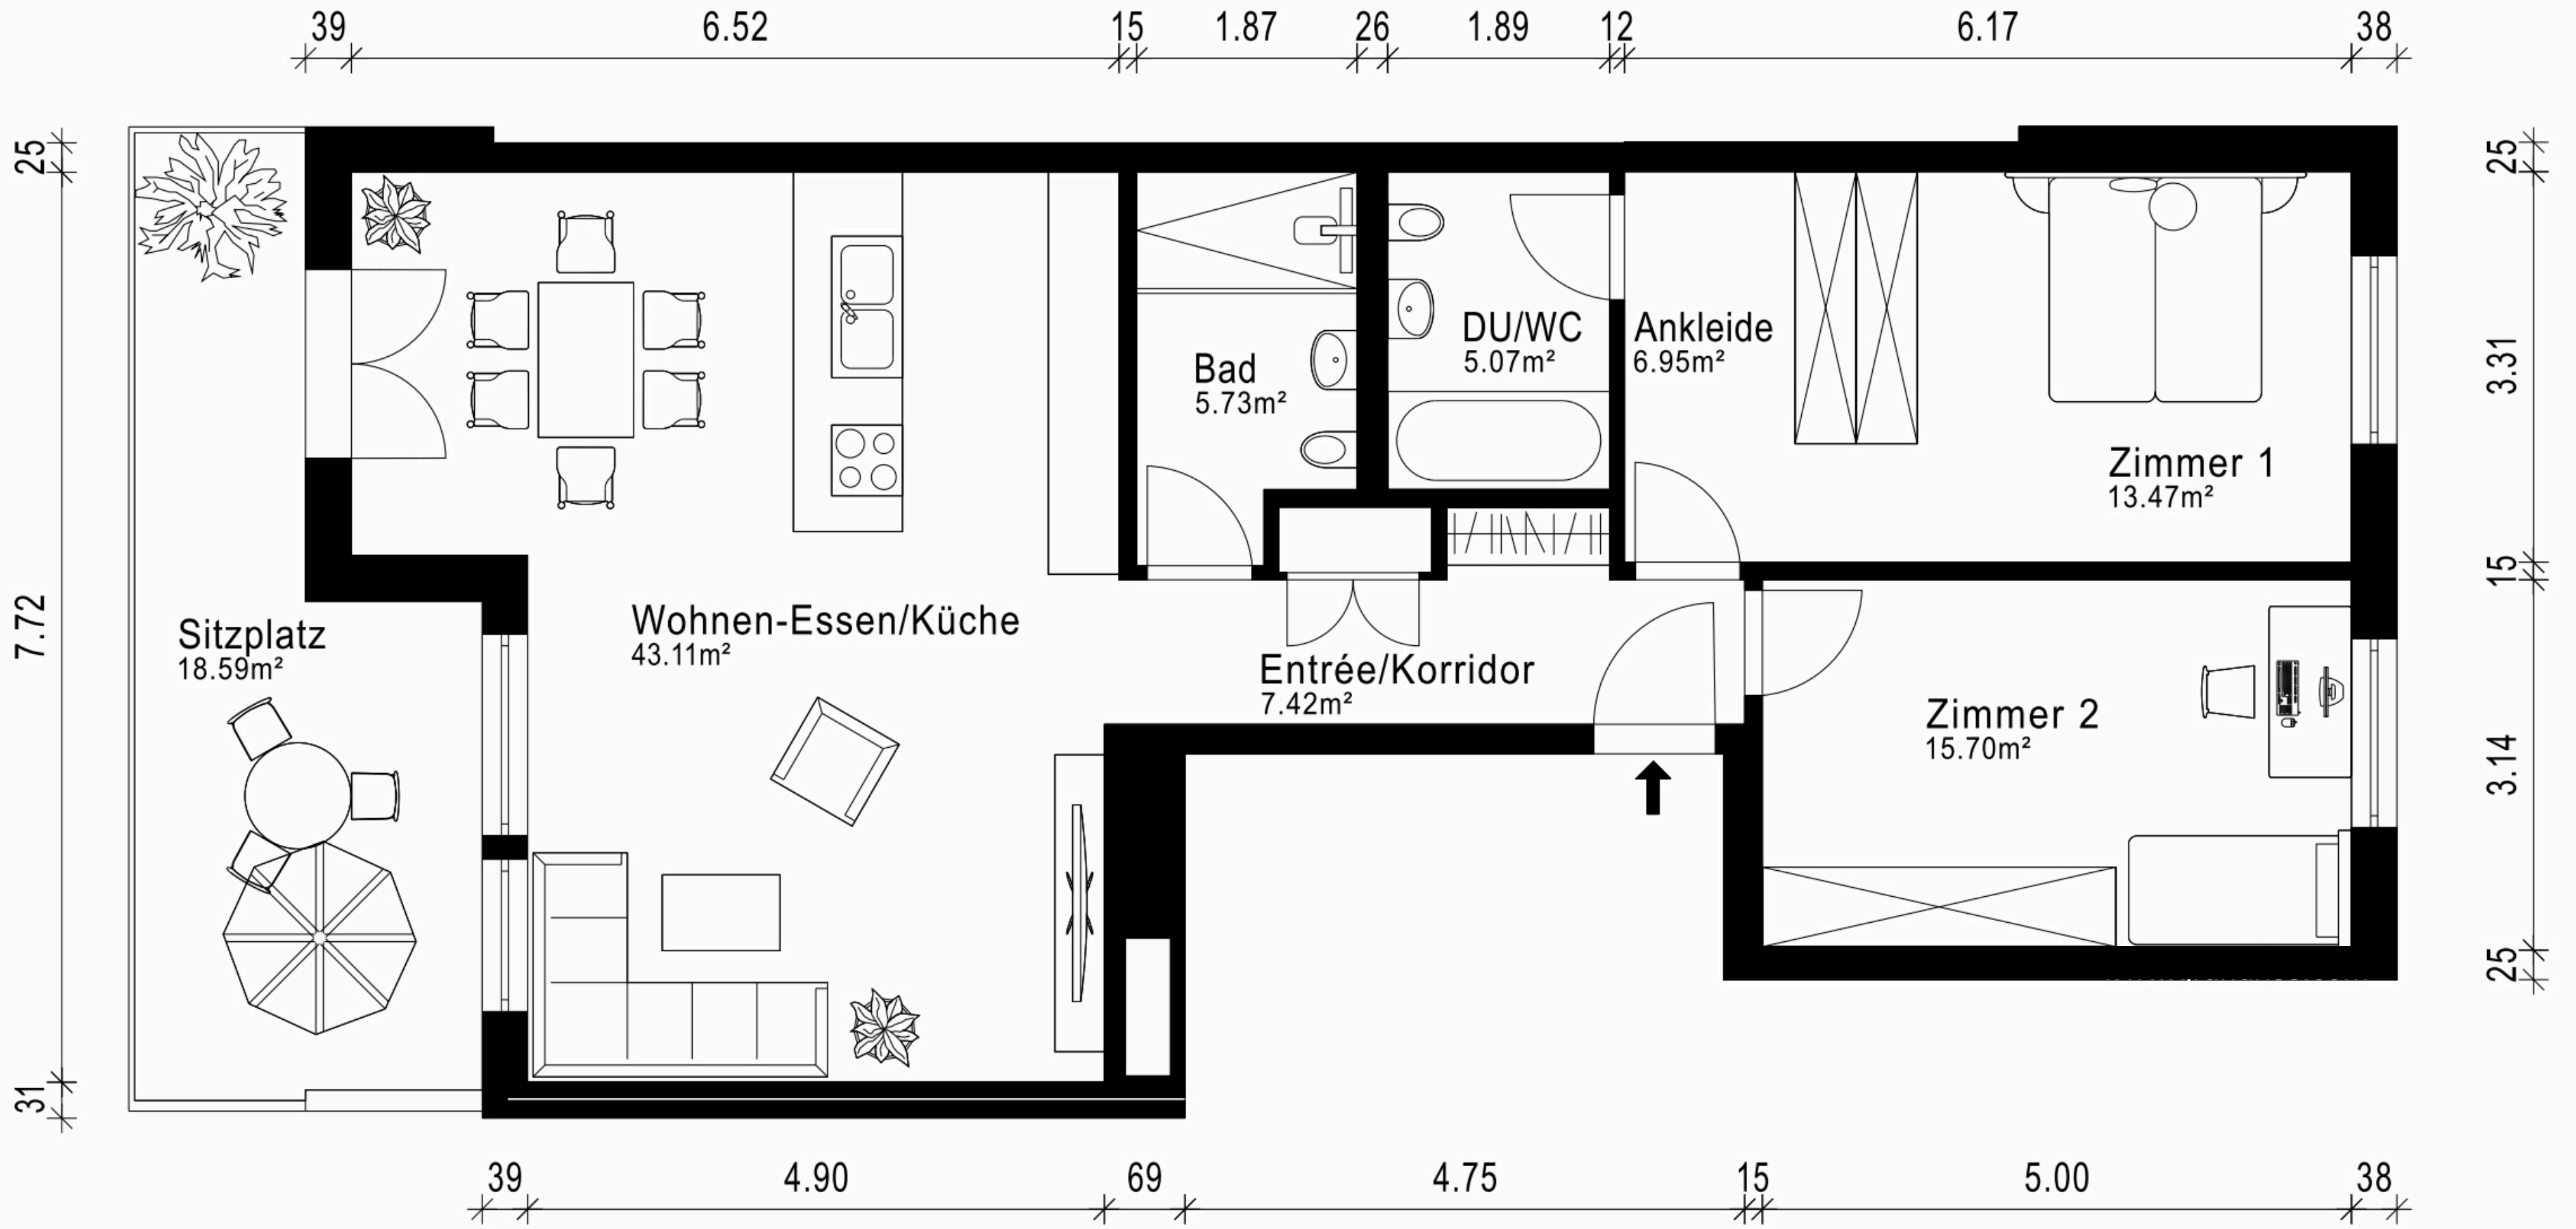 39 6.52 15 1.87 26 1.89 12 6.17 38
25
7.72
31
25
3.31
15
3.14
25
DU/WC
5.07m²
Ankleide
6.95m²
Bad
5.73m²
Zimmer 1
13.47m²
Sitzplatz
18.59m²
Wohnen-Essen/Küche
43.11m²
Entrée/Korridor
7.42m²
Zimmer 2
15.70m²
39 4.90 69 4.75 15 5.00 38